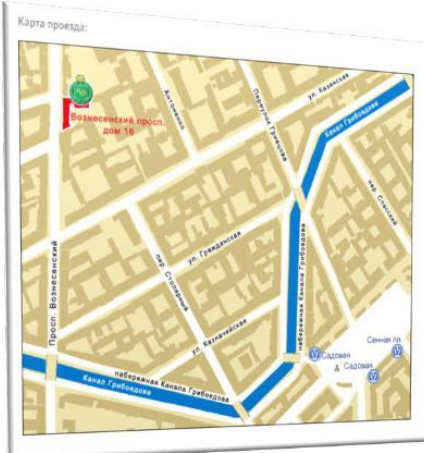 Карта проезда:
ул. Казанская
Антоненко
Переулок Гривцова
Канал Грибоедова
Вознесенский просп.
дом 16
пер. Спасский
ул. Гражданская
Просп. Вознесенский
пер. Столярный
набережная Канала Грибоедова
ул. Казначейская
Сенная пл
Садовая
Садовая
набережная Канала Грибоедова
Канал Грибоедова